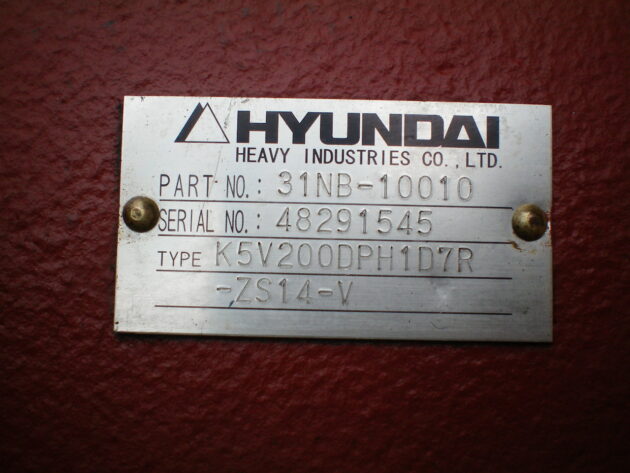 HYUNDAI
HEAVY INDUSTRIES CO.,LTD.
PART NO.: 31NB-10010
SERIAL NO.: 48291545
TYPE K5V200DPH1D7R
-ZS14-V